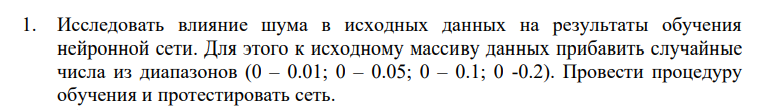 1. Исследовать влияние шума в исходных данных на результаты обучения
нейронной сети. Для этого к исходному массиву данных прибавить случайные
числа из диапазонов (0 – 0.01; 0 – 0.05; 0 – 0.1; 0 -0.2). Провести процедуру
обучения и протестировать сеть.